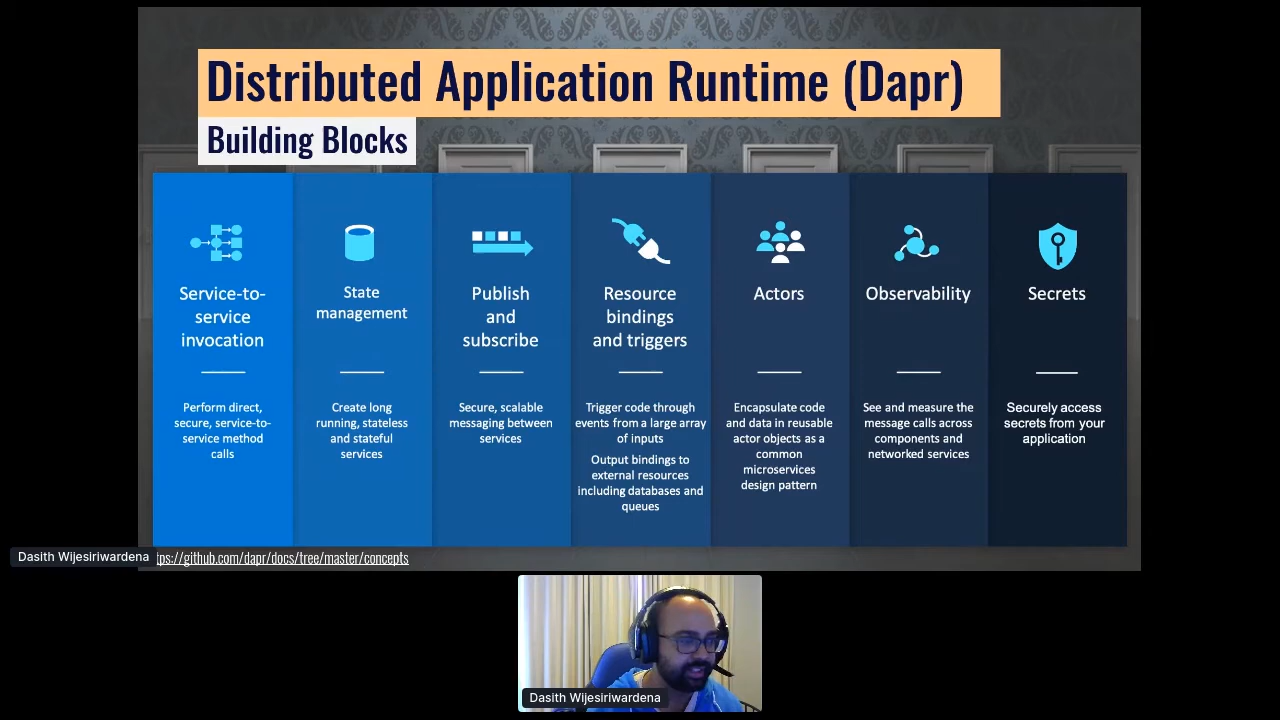 Distributed Application Runtime (Dapr)
Building Blocks
Service-to-
service
invocation
Perform direct,
secure, service-to-
service method
calls
State
management
Create long
running, stateless
and stateful
services
Publish
and
subscribe
Secure, scalable
messaging between
services
Resource
bindings
and triggers
Trigger code through
events from a large array
of inputs
Output bindings to
external resources
including databases and
queues
Actors
Encapsulate code
and data in reusable
actor objects as a
common
microservices
design pattern
Observability
See and measure the
message calls across
components and
networked services
Secrets
Securely access
secrets from your
application
Dasith Wijesiriwardena
tps://github.com/dapr/docs/tree/master/concepts
Dasith Wijesiriwardena